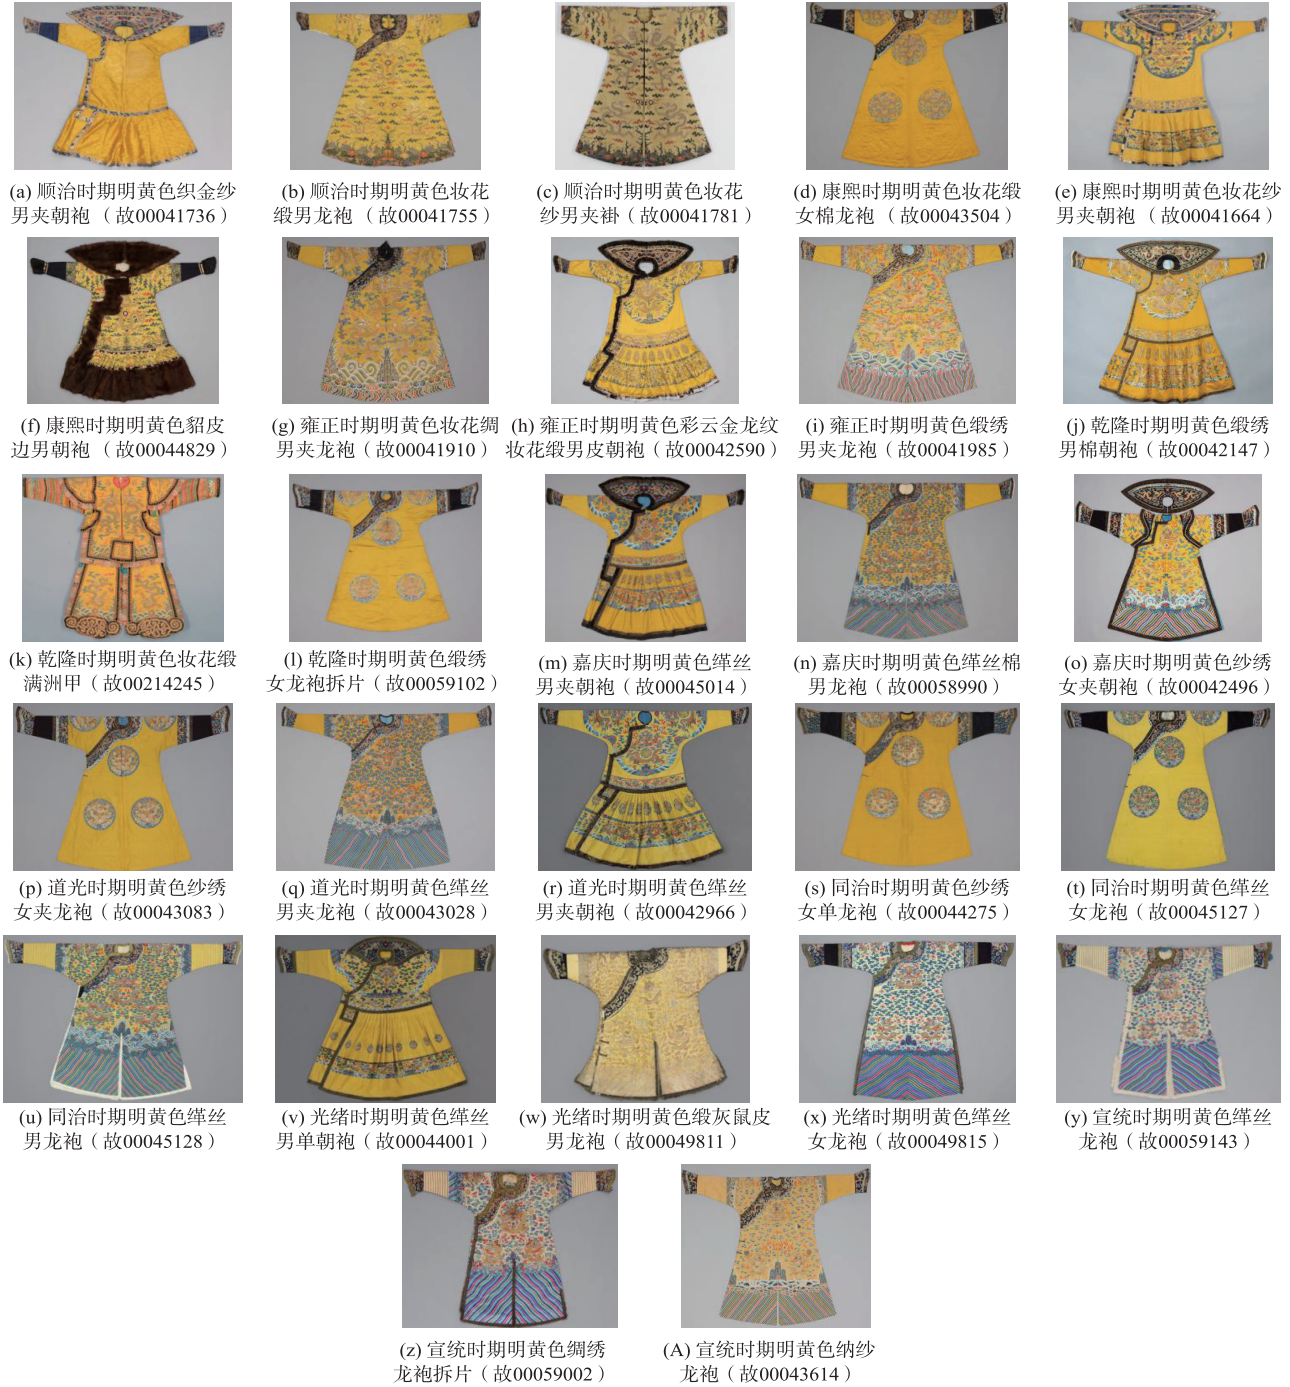 (a) 顺治时期明黄色织金纱
男夹朝袍（故00041736）
(b) 顺治时期明黄色妆花
缎男龙袍 （故00041755）
(c) 顺治时期明黄色妆花
纱男夹褂（故00041781）
(d) 康熙时期明黄色妆花缎
女棉龙袍（故00043504）
(e) 康熙时期明黄色妆花纱
男夹朝袍 （故00041664）
(f) 康熙时期明黄色貂皮
边男朝袍 （故00044829）
(g) 雍正时期明黄色妆花绸
男夹龙袍（故00041910）
(h) 雍正时期明黄色彩云金龙纹
妆花缎男皮朝袍（故00042590）
(i) 雍正时期明黄色缎绣
男夹龙袍（故00041985）
(j) 乾隆时期明黄色缎绣
男棉朝袍（故00042147）
(k) 乾隆时期明黄色妆花缎
满洲甲（故00214245）
(l) 乾隆时期明黄色缎绣
女龙袍拆片（故00059102）
(m) 嘉庆时期明黄色缂丝
男夹朝袍（故00045014）
(n) 嘉庆时期明黄色缂丝棉
男龙袍（故00058990）
(o) 嘉庆时期明黄色纱绣
女夹朝袍（故00042496）
(p) 道光时期明黄色纱绣
女夹龙袍（故00043083）
(q) 道光时期明黄色缂丝
男夹龙袍（故00043028）
(r) 道光时期明黄色缂丝
男夹朝袍（故00042966）
(s) 同治时期明黄色纱绣
女单龙袍（故00044275）
(t) 同治时期明黄色缂丝
女龙袍（故00045127）
(u) 同治时期明黄色缂丝
男龙袍（故00045128）
(v) 光绪时期明黄色缂丝
男单朝袍（故00044001）
(w) 光绪时期明黄色缎灰鼠皮
男龙袍（故00049811）
(x) 光绪时期明黄色缂丝
女龙袍（故00049815）
(y) 宣统时期明黄色缂丝
龙袍（故00059143）
(z) 宣统时期明黄色绸绣
龙袍拆片（故00059002）
(A) 宣统时期明黄色纳纱
龙袍（故00043614）